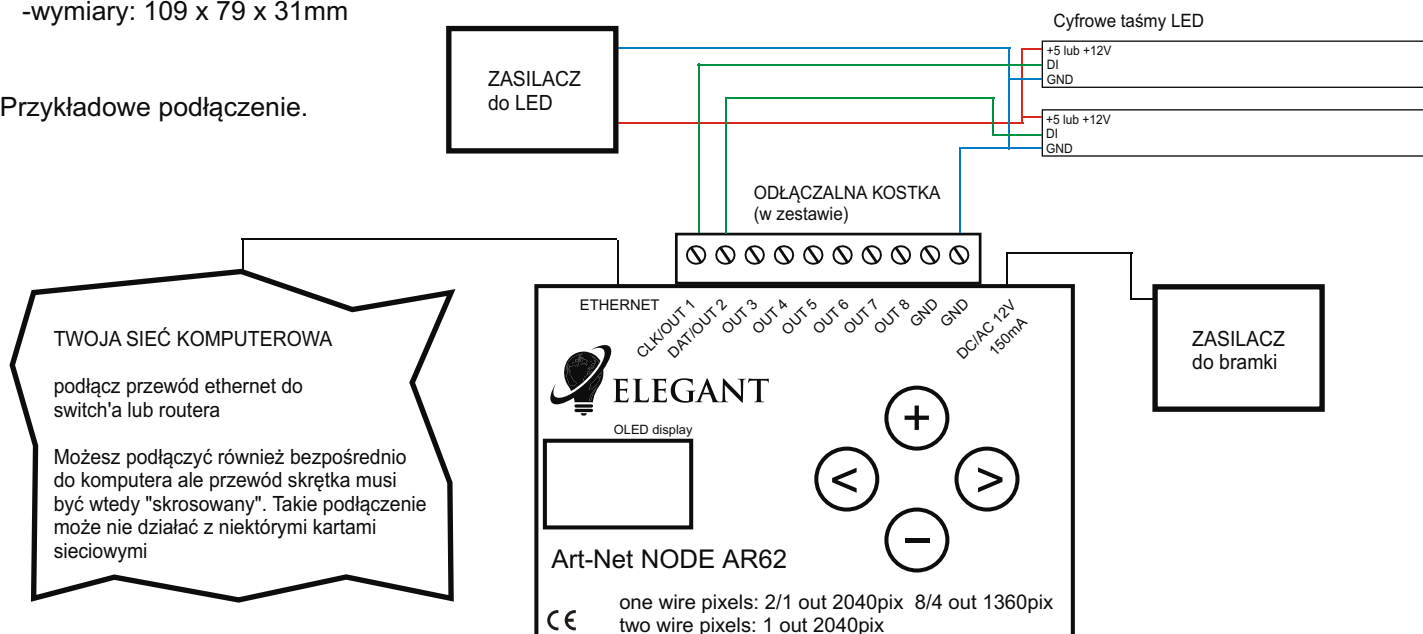 -wymiary: 109 x 79 x 31mm
Przykładowe podłączenie.
ZASILACZ
do LED
Cyfrowe taśmy LED
+5 lub +12V
DI
GND
+5 lub +12V
DI
GND
ODŁĄCZALNA KOSTKA
(w zestawie)
TWOJA SIEĆ KOMPUTEROWA
podłącz przewód ethernet do
switch'a lub routera
Możesz podłączyć również bezpośrednio
do komputera ale przewód skrętka musi
być wtedy "skrosowany". Takie podłączenie
może nie działać z niektórymi kartami
sieciowymi
ETHERNET
CLK/OUT 1
DAT/OUT 2
OUT 3
OUT 4
OUT 5
OUT 6
OUT 7
OUT 8
GND
GND
DC/AC 12V
150mA
ZASILACZ
do bramki
ELEGANT
OLED display
+
<
>
−
Art-Net NODE AR62
CE
one wire pixels: 2/1 out 2040pix 8/4 out 1360pix
two wire pixels: 1 out 2040pix